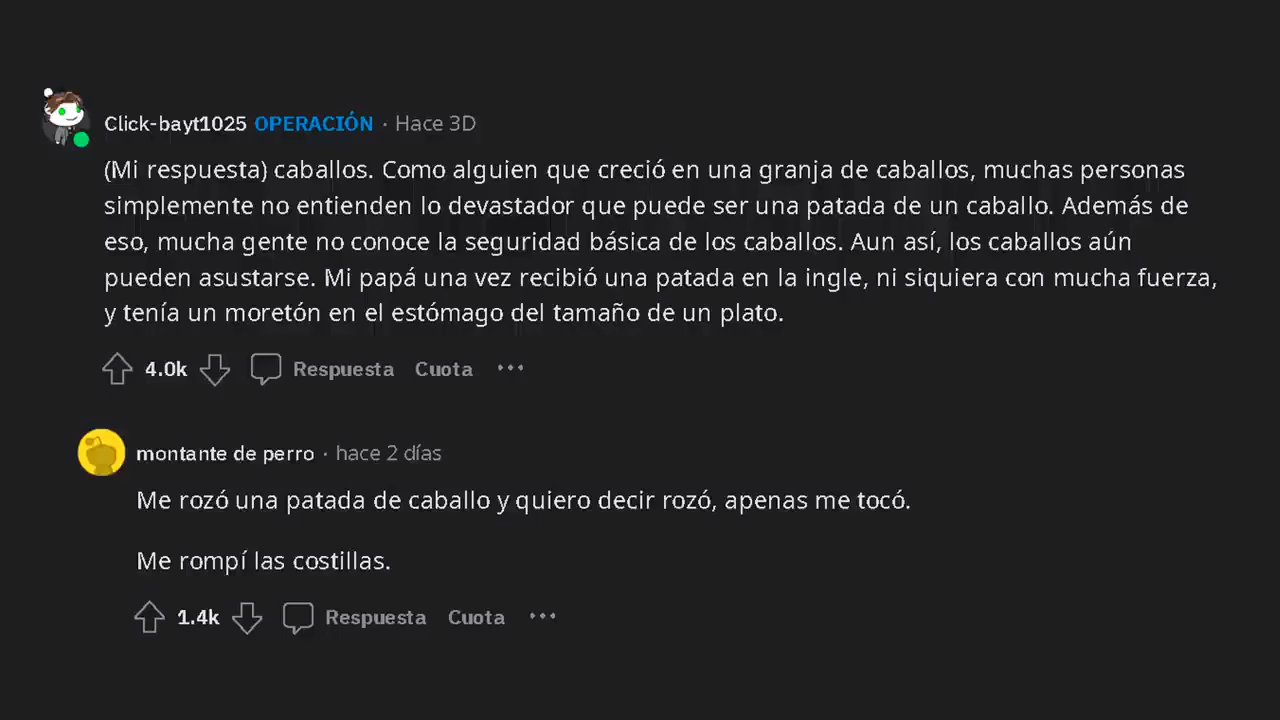 Click-bayt1025 OPERACIÓN · Hace 3D
(Mi respuesta) caballos. Como alguien que creció en una granja de caballos, muchas personas
simplemente no entienden lo devastador que puede ser una patada de un caballo. Además de
eso, mucha gente no conoce la seguridad básica de los caballos. Aun así, los caballos aún
pueden asustarse. Mi papá una vez recibió una patada en la ingle, ni siquiera con mucha fuerza,
y tenía un moretón en el estómago del tamaño de un plato.
4.0k Respuesta Cuota ···
montante de perro · hace 2 días
Me rozó una patada de caballo y quiero decir rozó, apenas me tocó.
Me rompí las costillas.
1.4k Respuesta Cuota ···